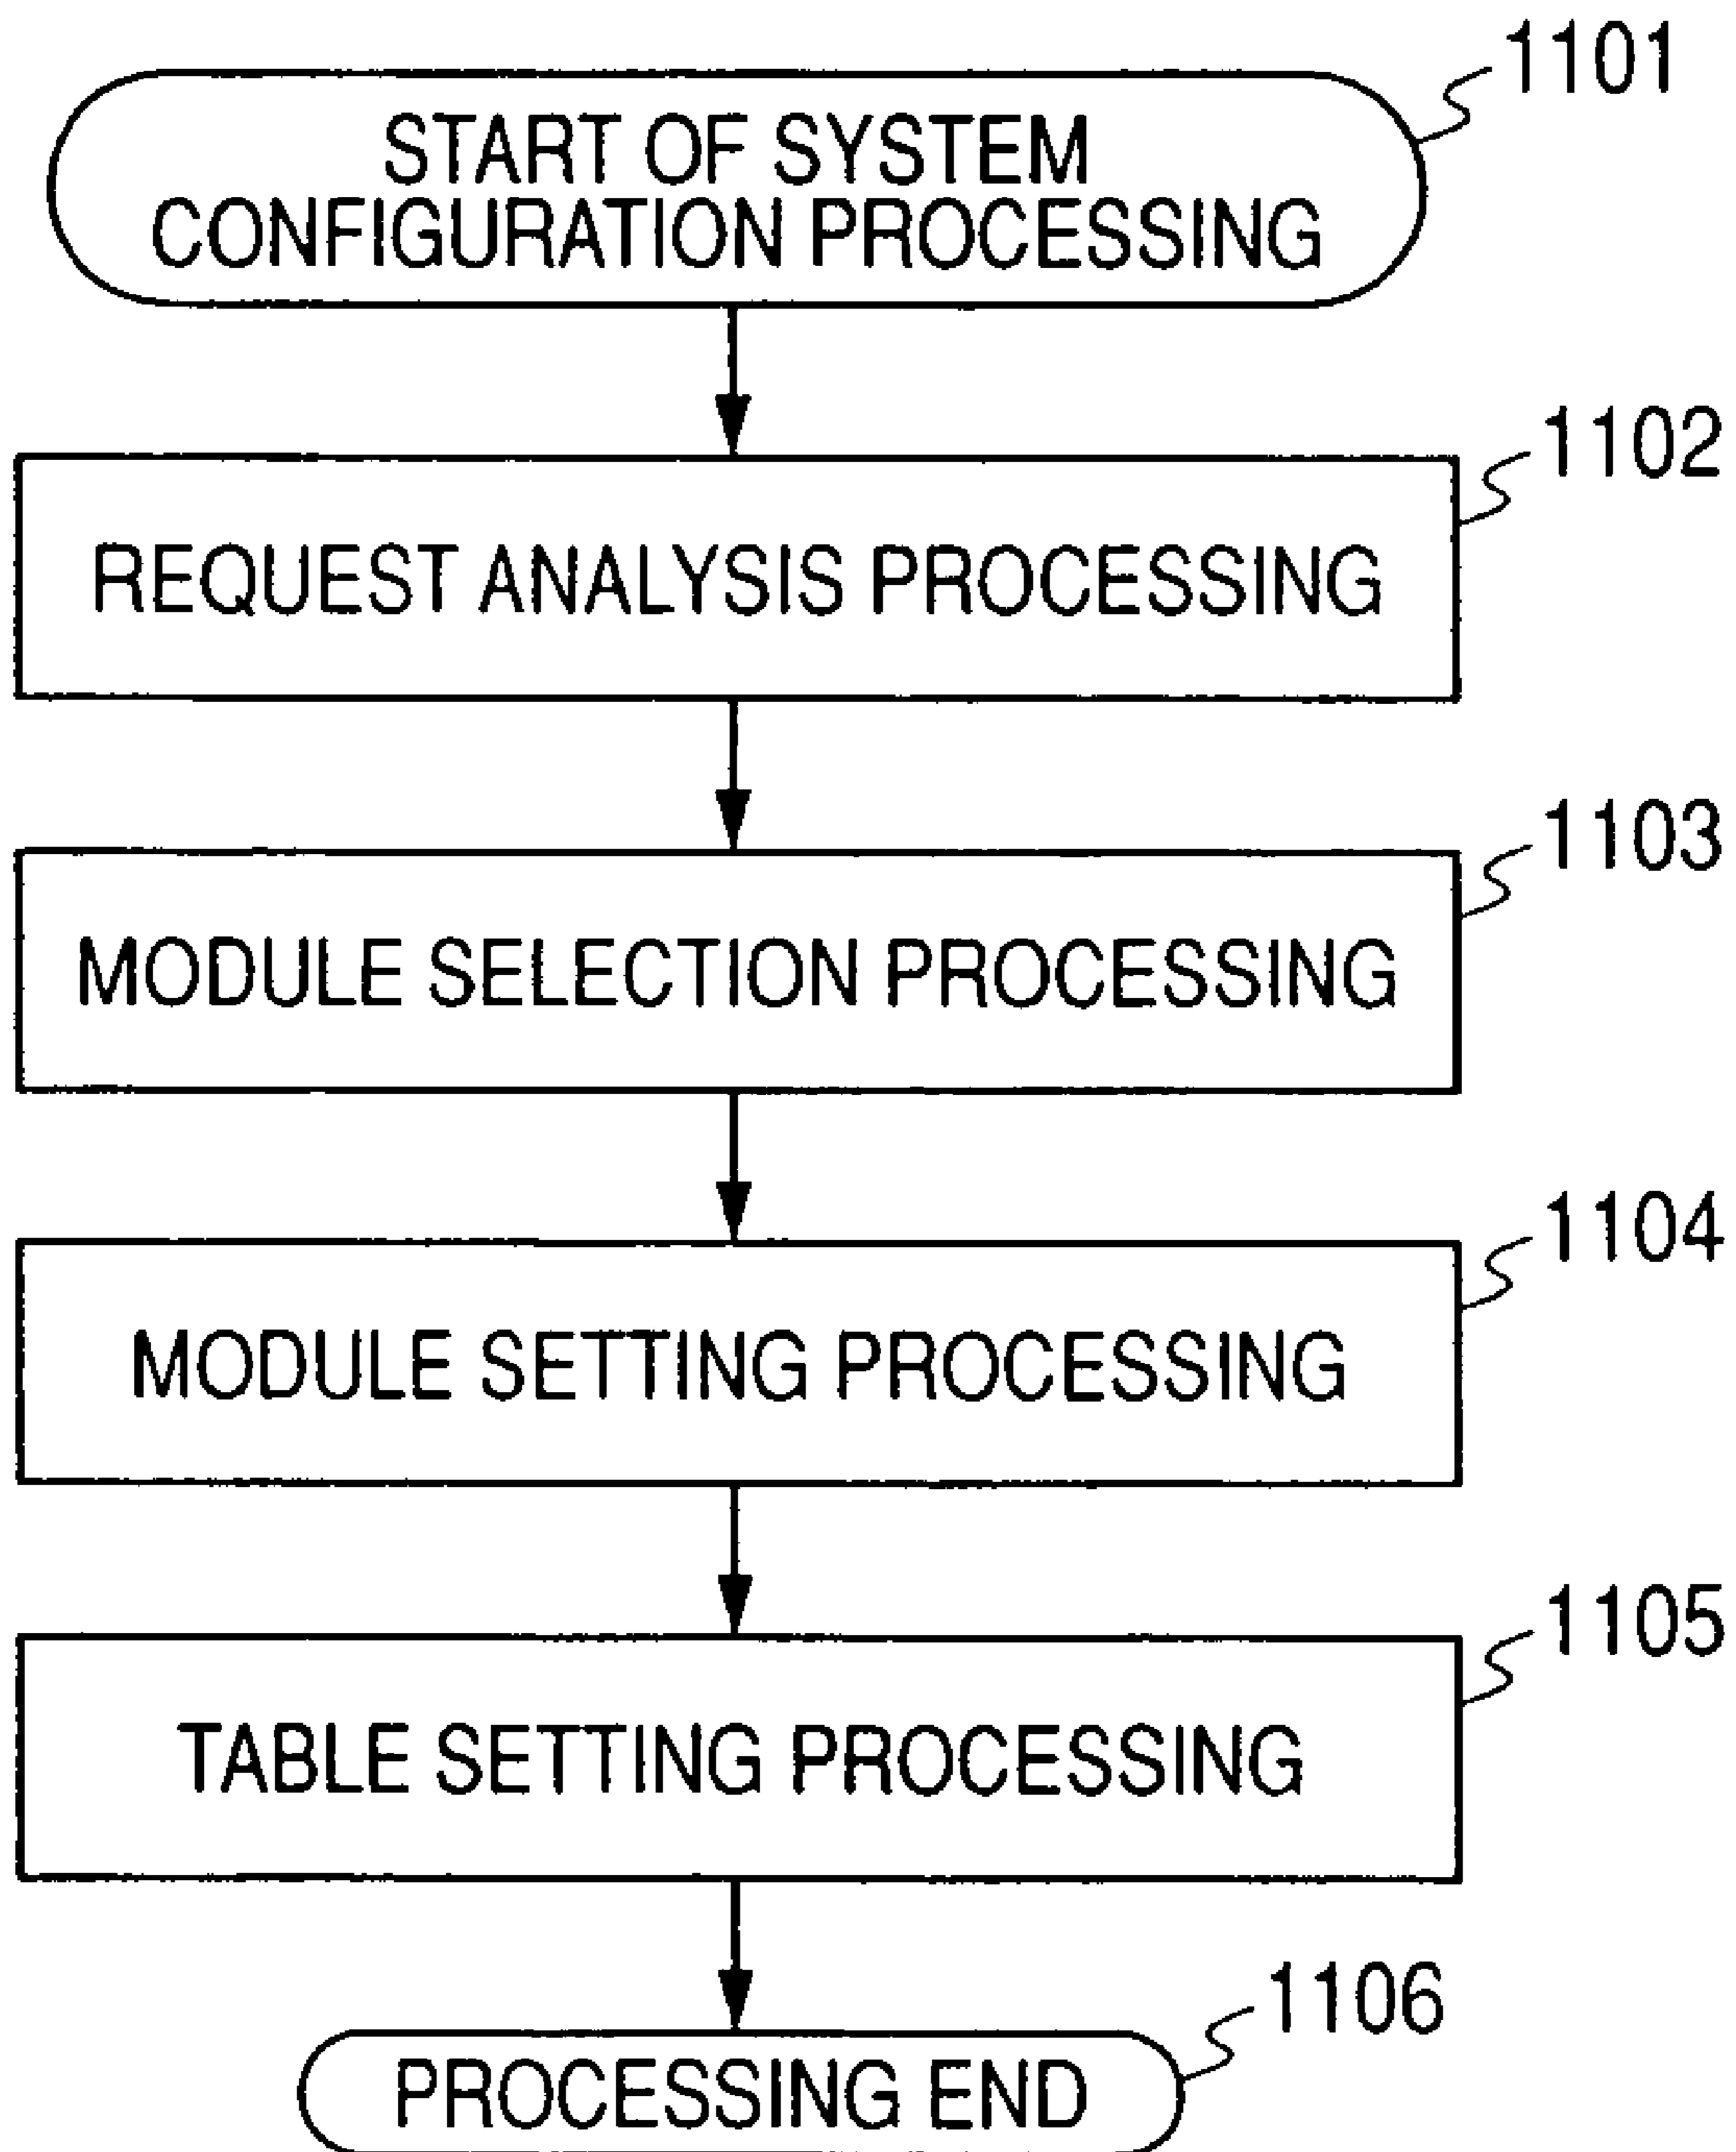 1101
START OF SYSTEM
CONFIGURATION PROCESSING
1102
REQUEST ANALYSIS PROCESSING
1103
MODULE SELECTION PROCESSING
1104
MODULE SETTING PROCESSING
1105
TABLE SETTING PROCESSING
1106
PROCESSING END